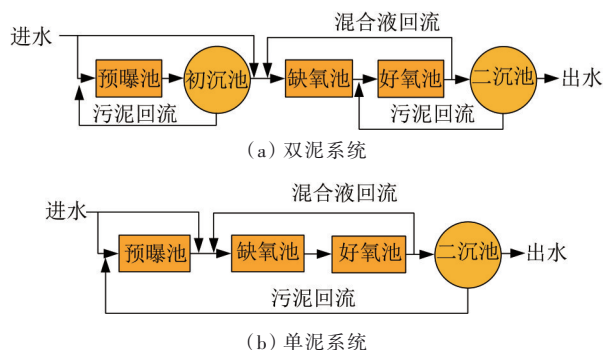 混合液回流
进水
预曝池
初沉池
缺氧池
好氧池
二沉池
出水
污泥回流
污泥回流
(a) 双泥系统
混合液回流
进水
预曝池
缺氧池
好氧池
二沉池
出水
污泥回流
(b) 单泥系统